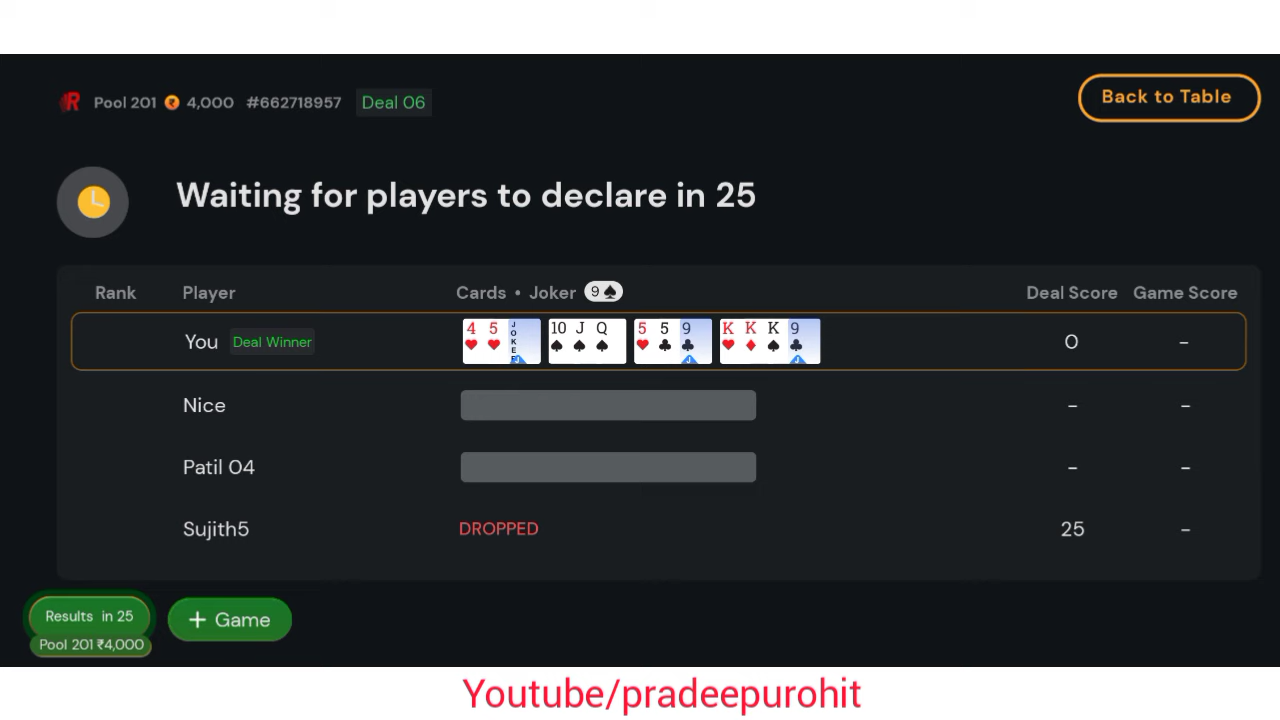 R Pool 201 ₹ 4,000 #662718957 Deal 06
Back to Table
Waiting for players to declare in 25
Rank Player Cards • Joker 9♠ Deal Score Game Score
You Deal Winner 4♥ 5♥ JOKER J 10♠ J♠ Q♠ 5♥ 5♣ 9♣ J K♥ K♦ K♠ 9♣ J 0 -
Nice - -
Patil 04 - -
Sujith5 DROPPED 25 -
Results in 25
Pool 201 ₹4,000
+ Game
Youtube/pradeepurohit